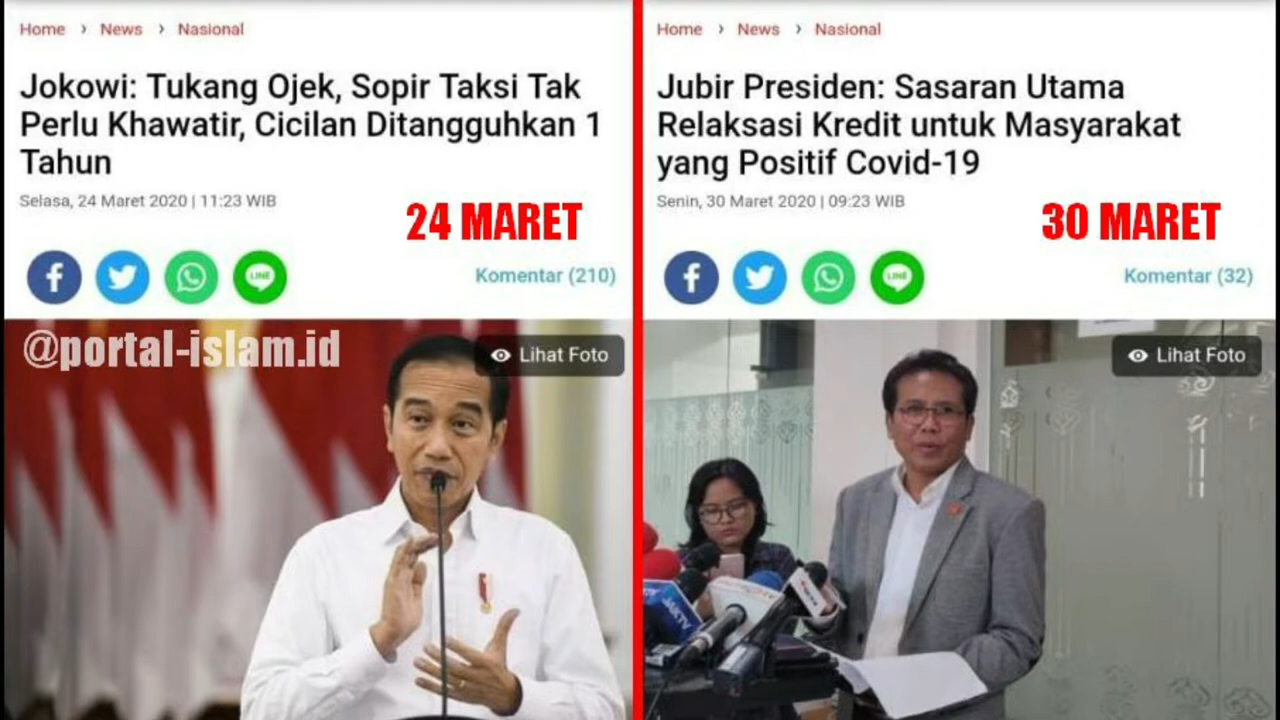 Home › News › Nasional
Jokowi: Tukang Ojek, Sopir Taksi Tak
Perlu Khawatir, Cicilan Ditangguhkan 1
Tahun
Selasa, 24 Maret 2020 | 11:23 WIB
24 MARET
LINE
Komentar (210)
@portal-islam.id
Lihat Foto
Home › News › Nasional
Jubir Presiden: Sasaran Utama
Relaksasi Kredit untuk Masyarakat
yang Positif Covid-19
Senin, 30 Maret 2020 | 09:23 WIB
30 MARET
LINE
Komentar (32)
Lihat Foto
JAKTV